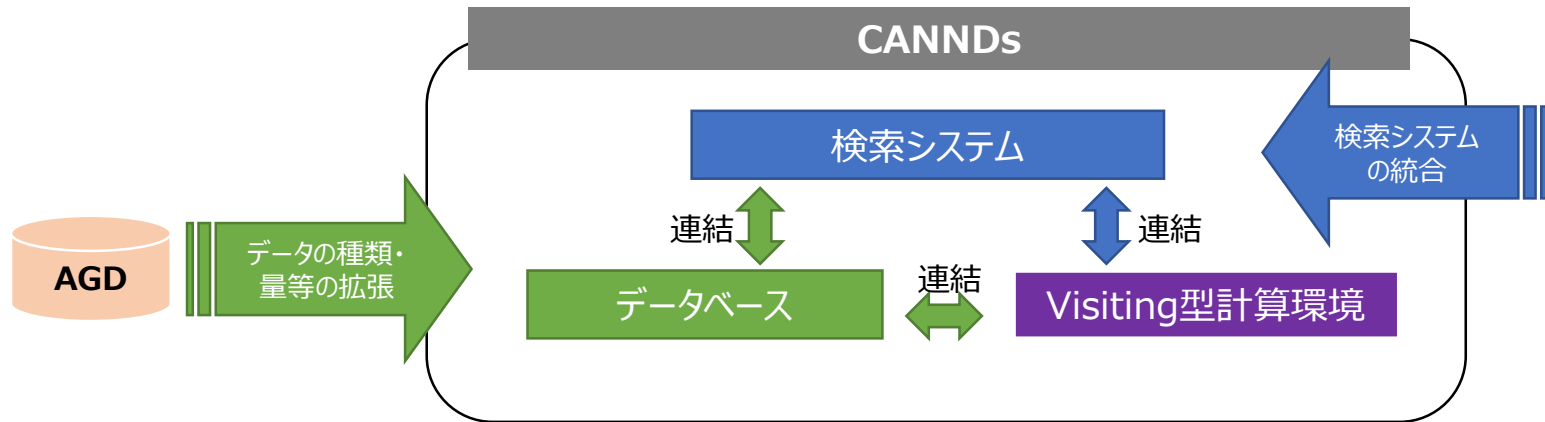 CANNDs
検索システム
検索システム
の統合
連結
連結
AGD
データの種類・
量等の拡張
連結
データベース
Visiting型計算環境